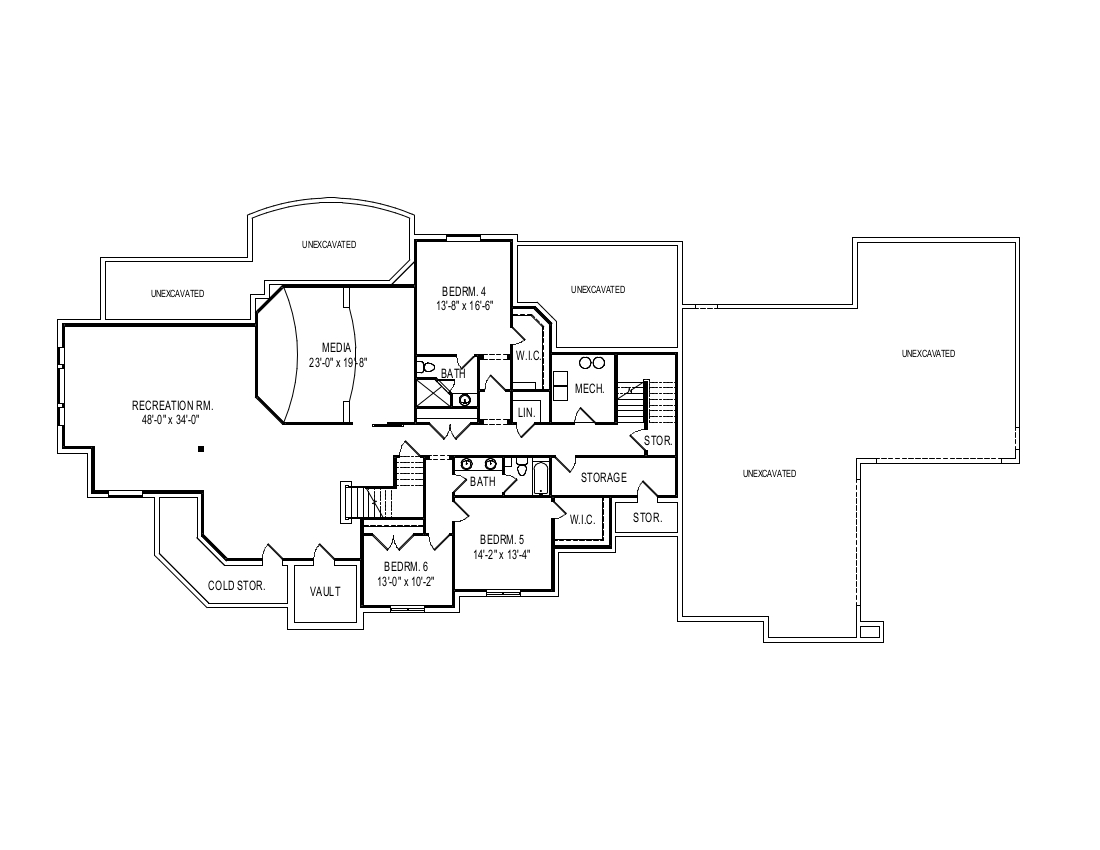 UNEXCAVATED
UNEXCAVATED
UNEXCAVATED
BEDRM. 4
13'-8" x 16'-6"
MEDIA
23'-0" x 19'-8"
W.I.C.
UNEXCAVATED
BATH
MECH.
RECREATION RM.
48'-0" x 34'-0"
LIN.
STOR.
UNEXCAVATED
BATH
STORAGE
W.I.C.
STOR.
BEDRM. 5
14'-2" x 13'-4"
BEDRM. 6
13'-0" x 10'-2"
COLD STOR.
VAULT